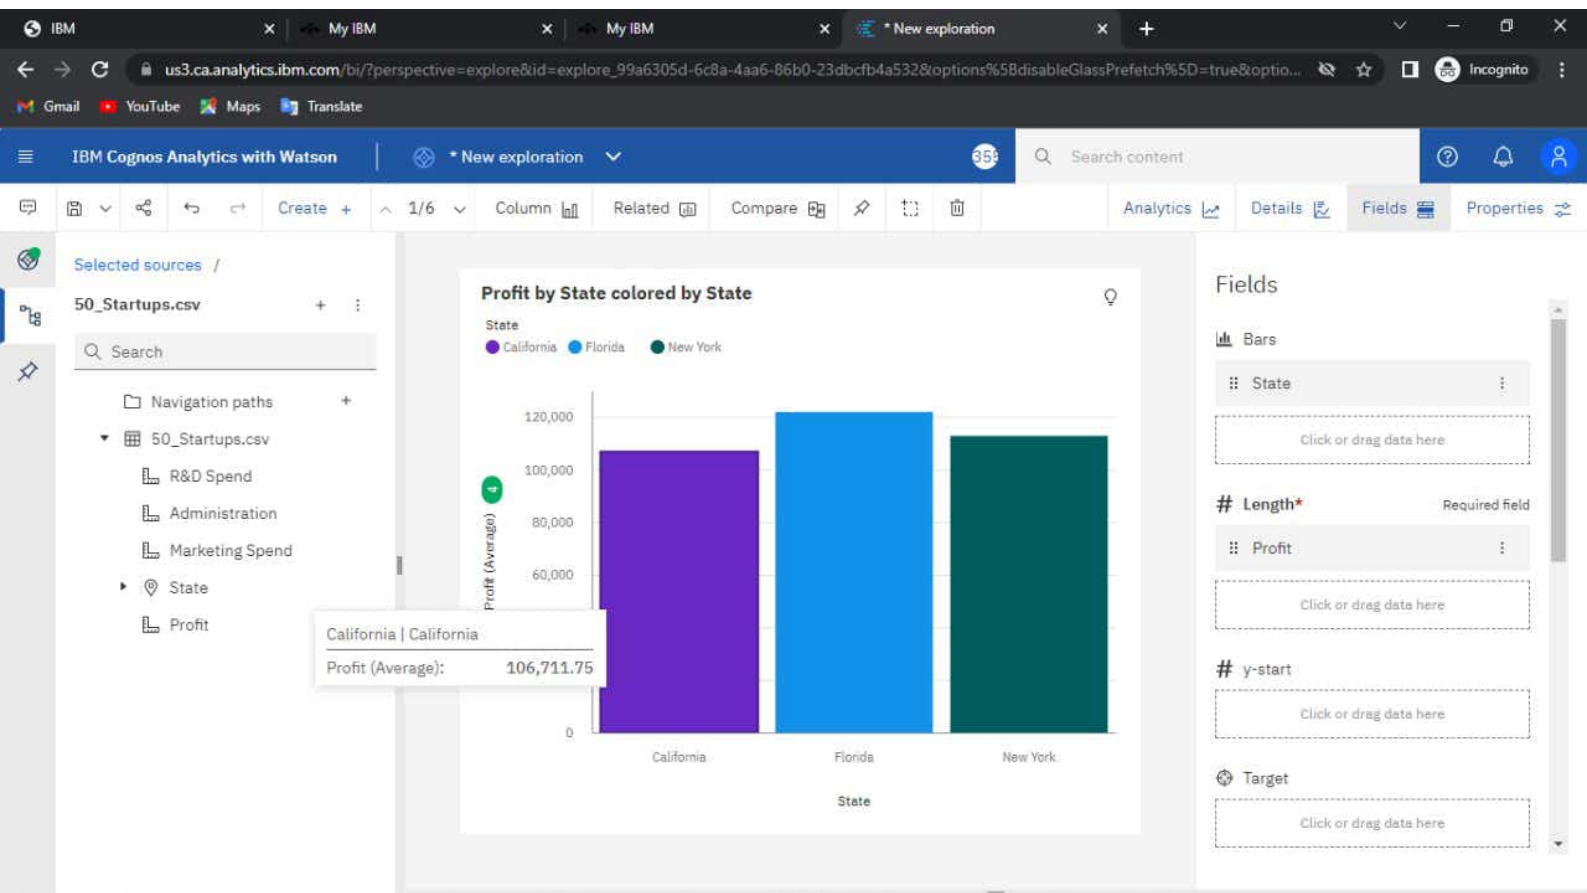 IBM
My IBM
My IBM
* New exploration
us3.ca.analytics.ibm.com/bi/?perspective=explore&id=explore_99a6305d-6c8a-4aa6-86b0-23dbcfb4a532&options%5BdisableGlassPrefetch%5D=true&optio...
Incognito
Gmail
YouTube
Maps
Translate
IBM Cognos Analytics with Watson
* New exploration
Search content
Create +
1/6
Column
Related
Compare
Analytics
Details
Fields
Properties
Selected sources /
50_Startups.csv
Search
Navigation paths
50_Startups.csv
R&D Spend
Administration
Marketing Spend
State
Profit
Profit by State colored by State
State
California
Florida
New York
120,000
100,000
80,000
60,000
0
Profit (Average)
4
California | California
Profit (Average): 106,711.75
California
Florida
New York
State
Fields
Bars
State
Click or drag data here
# Length*
Required field
Profit
Click or drag data here
# y-start
Click or drag data here
Target
Click or drag data here